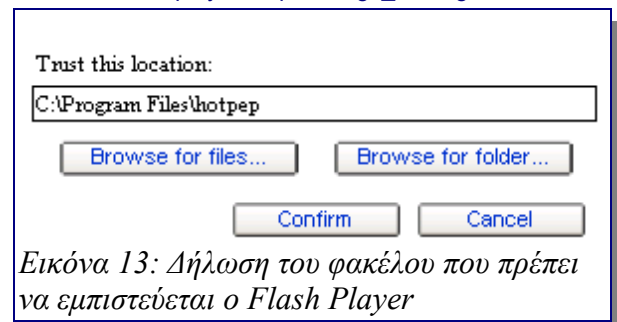 Trust this location:
C:\Program Files\hotpep
Browse for files... Browse for folder...
Confirm Cancel
Εικόνα 13: Δήλωση του φακέλου που πρέπει
να εμπιστεύεται ο Flash Player